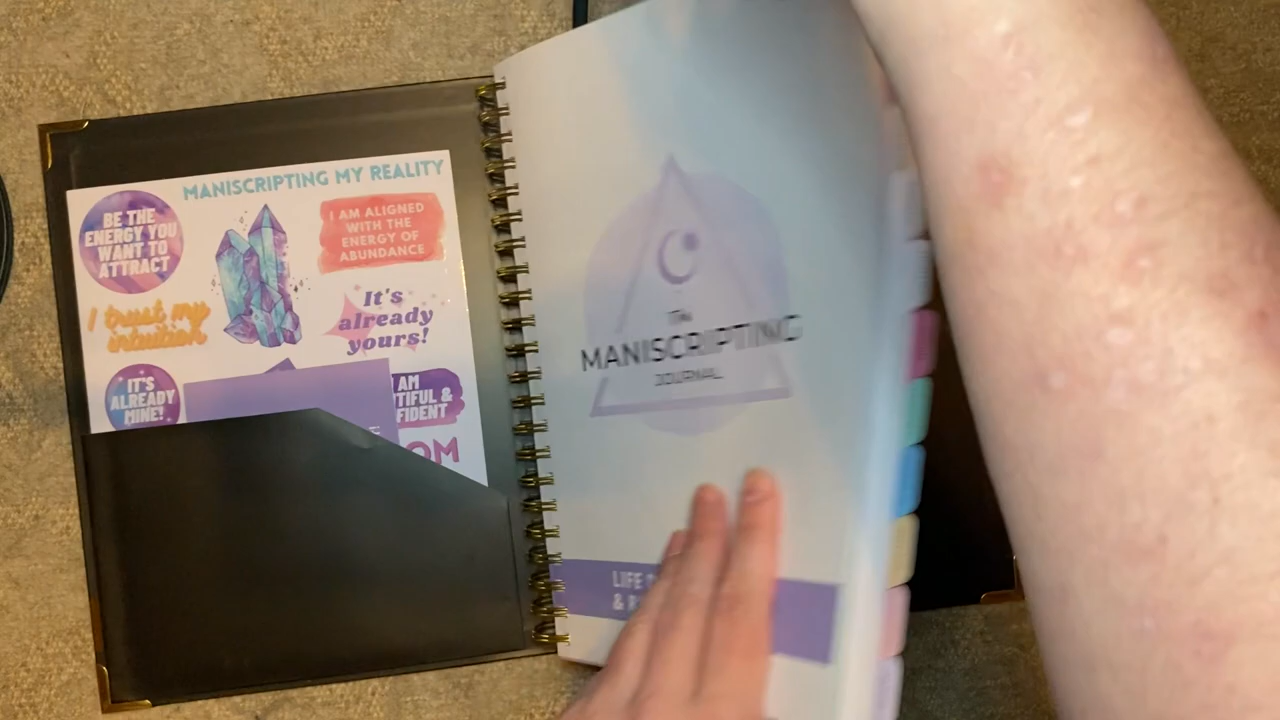 MANISCRIPTING MY REALITY
BE THE
ENERGY YOU
WANT TO
ATTRACT
I AM ALIGNED
WITH THE
ENERGY OF
ABUNDANCE
I trust my
intuition
It's
already
yours!
IT'S
ALREADY
MINE!
AM
TIFUL &
FIDENT
OM
E
The
MANISCRIPTING
JOURNAL
LIFE
&